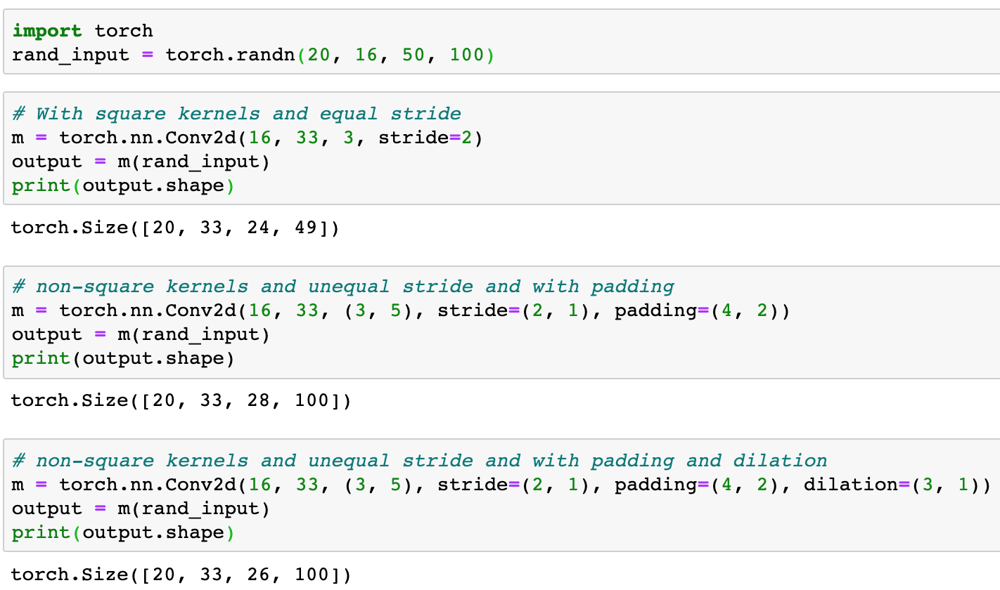 import torch
rand_input = torch.randn(20, 16, 50, 100)
# With square kernels and equal stride
m = torch.nn.Conv2d(16, 33, 3, stride=2)
output = m(rand_input)
print(output.shape)
torch.Size([20, 33, 24, 49])
# non-square kernels and unequal stride and with padding
m = torch.nn.Conv2d(16, 33, (3, 5), stride=(2, 1), padding=(4, 2))
output = m(rand_input)
print(output.shape)
torch.Size([20, 33, 28, 100])
# non-square kernels and unequal stride and with padding and dilation
m = torch.nn.Conv2d(16, 33, (3, 5), stride=(2, 1), padding=(4, 2), dilation=(3, 1))
output = m(rand_input)
print(output.shape)
torch.Size([20, 33, 26, 100])